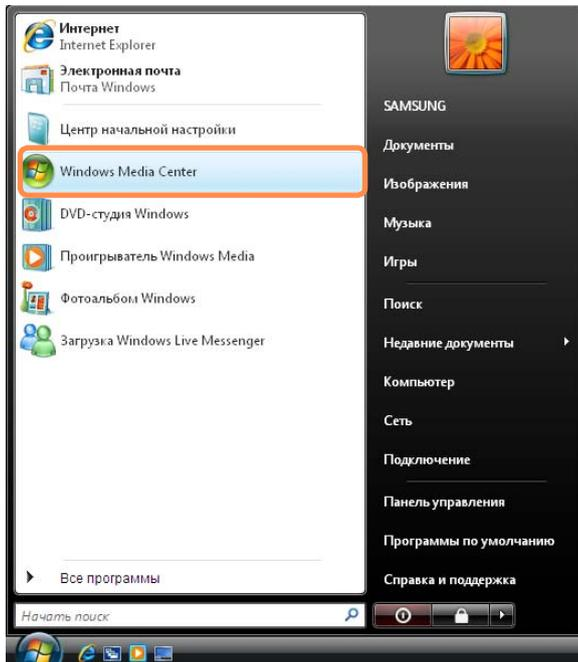 Интернет
Internet Explorer
Электронная почта
Почта Windows
Центр начальной настройки
Windows Media Center
DVD-студия Windows
Проигрыватель Windows Media
Фотоальбом Windows
Загрузка Windows Live Messenger
Все программы
Начать поиск
SAMSUNG
Документы
Изображения
Музыка
Игры
Поиск
Недавние документы
Компьютер
Сеть
Подключение
Панель управления
Программы по умолчанию
Справка и поддержка